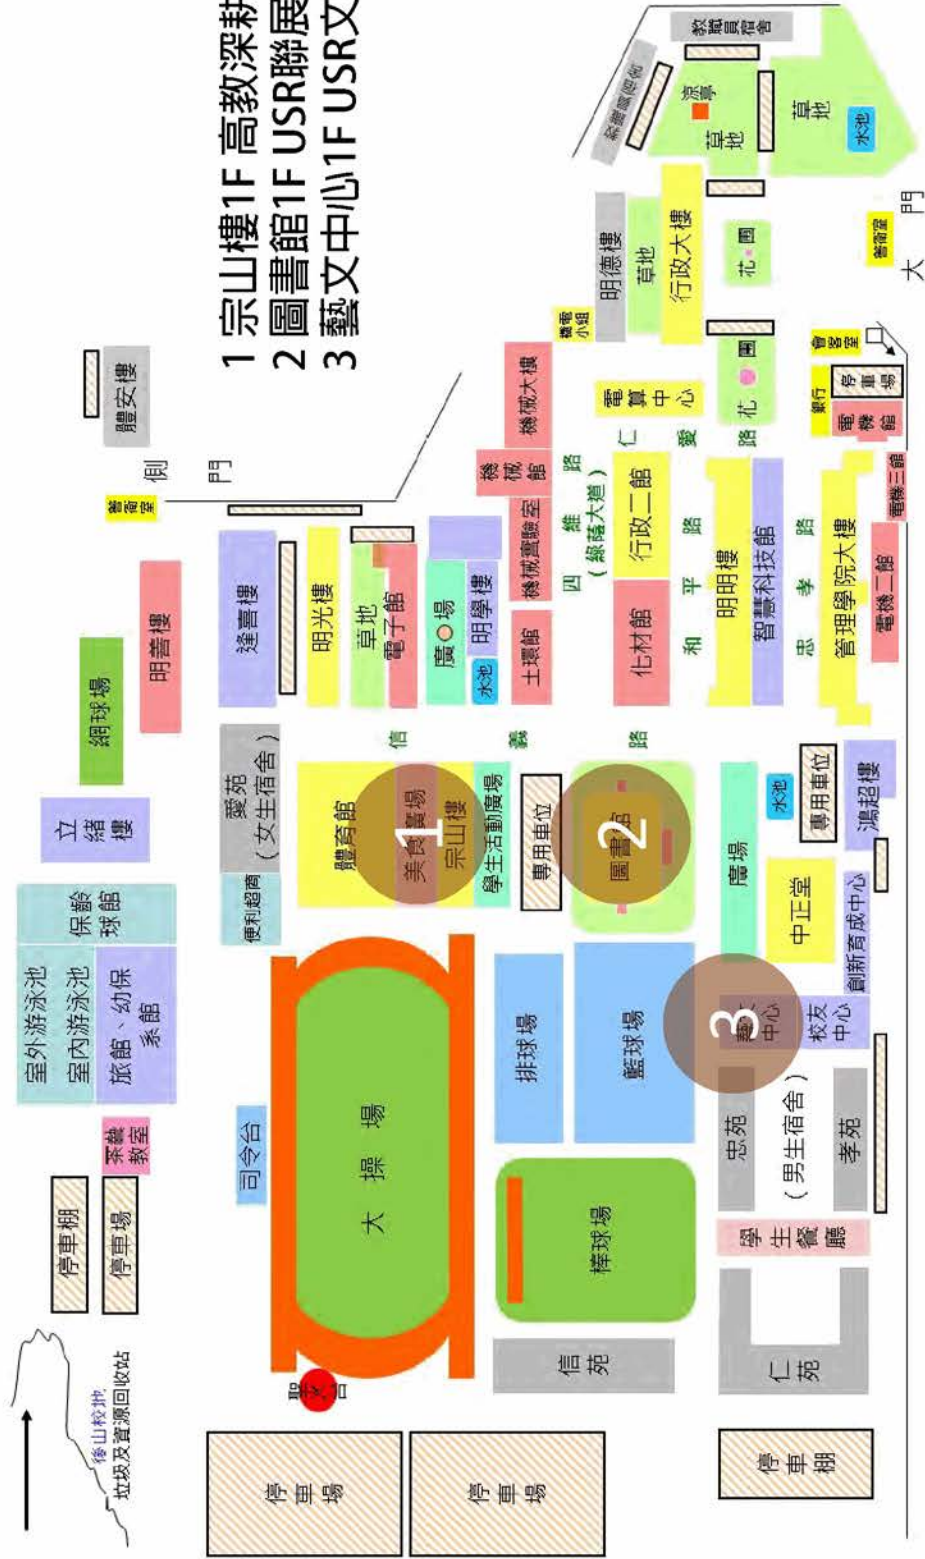 1 宗山樓1F 高教深耕
2 圖書館1F USR聯展
3 藝文中心1F USR文
後山校地
垃圾及資源回收站
停車棚
停車場
茶藝
教室
室外游泳池
室內游泳池
旅館、幼保
系館
保齡
球館
立緒
樓
網球場
明善樓
警衛室
側門
體安樓
司令台
大操場
聖火台
便利超商
愛苑
(女生宿舍)
逢喜樓
明光樓
草地
電子館
廣場
明學樓
水池
體育館
美食廣場
1
宗山樓
學生活動廣場
專用車位
信義路
土環館
機械實驗室
機械館
機械大樓
四維路
(綠蔭大道)
停車場
停車場
信苑
棒球場
排球場
籃球場
圖書館
2
化材館
行政二館
仁愛路
電算中心
機電
小組
明德樓
草地
行政大樓
教職員宿舍
教職員宿舍
涼亭
草地
草地
水池
花圃
花圃
和平路
明明樓
智慧科技館
忠孝路
管理學院大樓
電機二館
電機三館
電機館
銀行
停車場
會客室
警衛室
大門
停車棚
仁苑
學生餐廳
忠苑
(男生宿舍)
孝苑
3
中心
校友
中心
創新育成中心
中正堂
廣場
水池
專用車位
鴻超樓